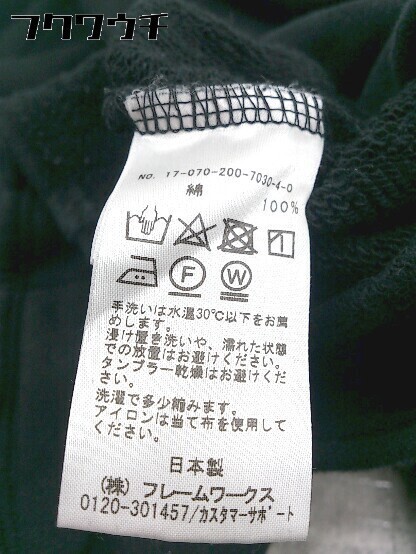 フクワウチ
NO. 17-070-200-7030-4-0
綿
100%
F
W
手洗いは水温30℃以下をお薦
めします。
浸け置き洗いや、濡れた状態
での放置はお避けください。
タンブラー乾燥はお避けください。
洗濯で多少縮みます。
アイロンは当て布を使用して
ください。
日本製
(株) フレームワークス
0120-301457/カスタマーサポート